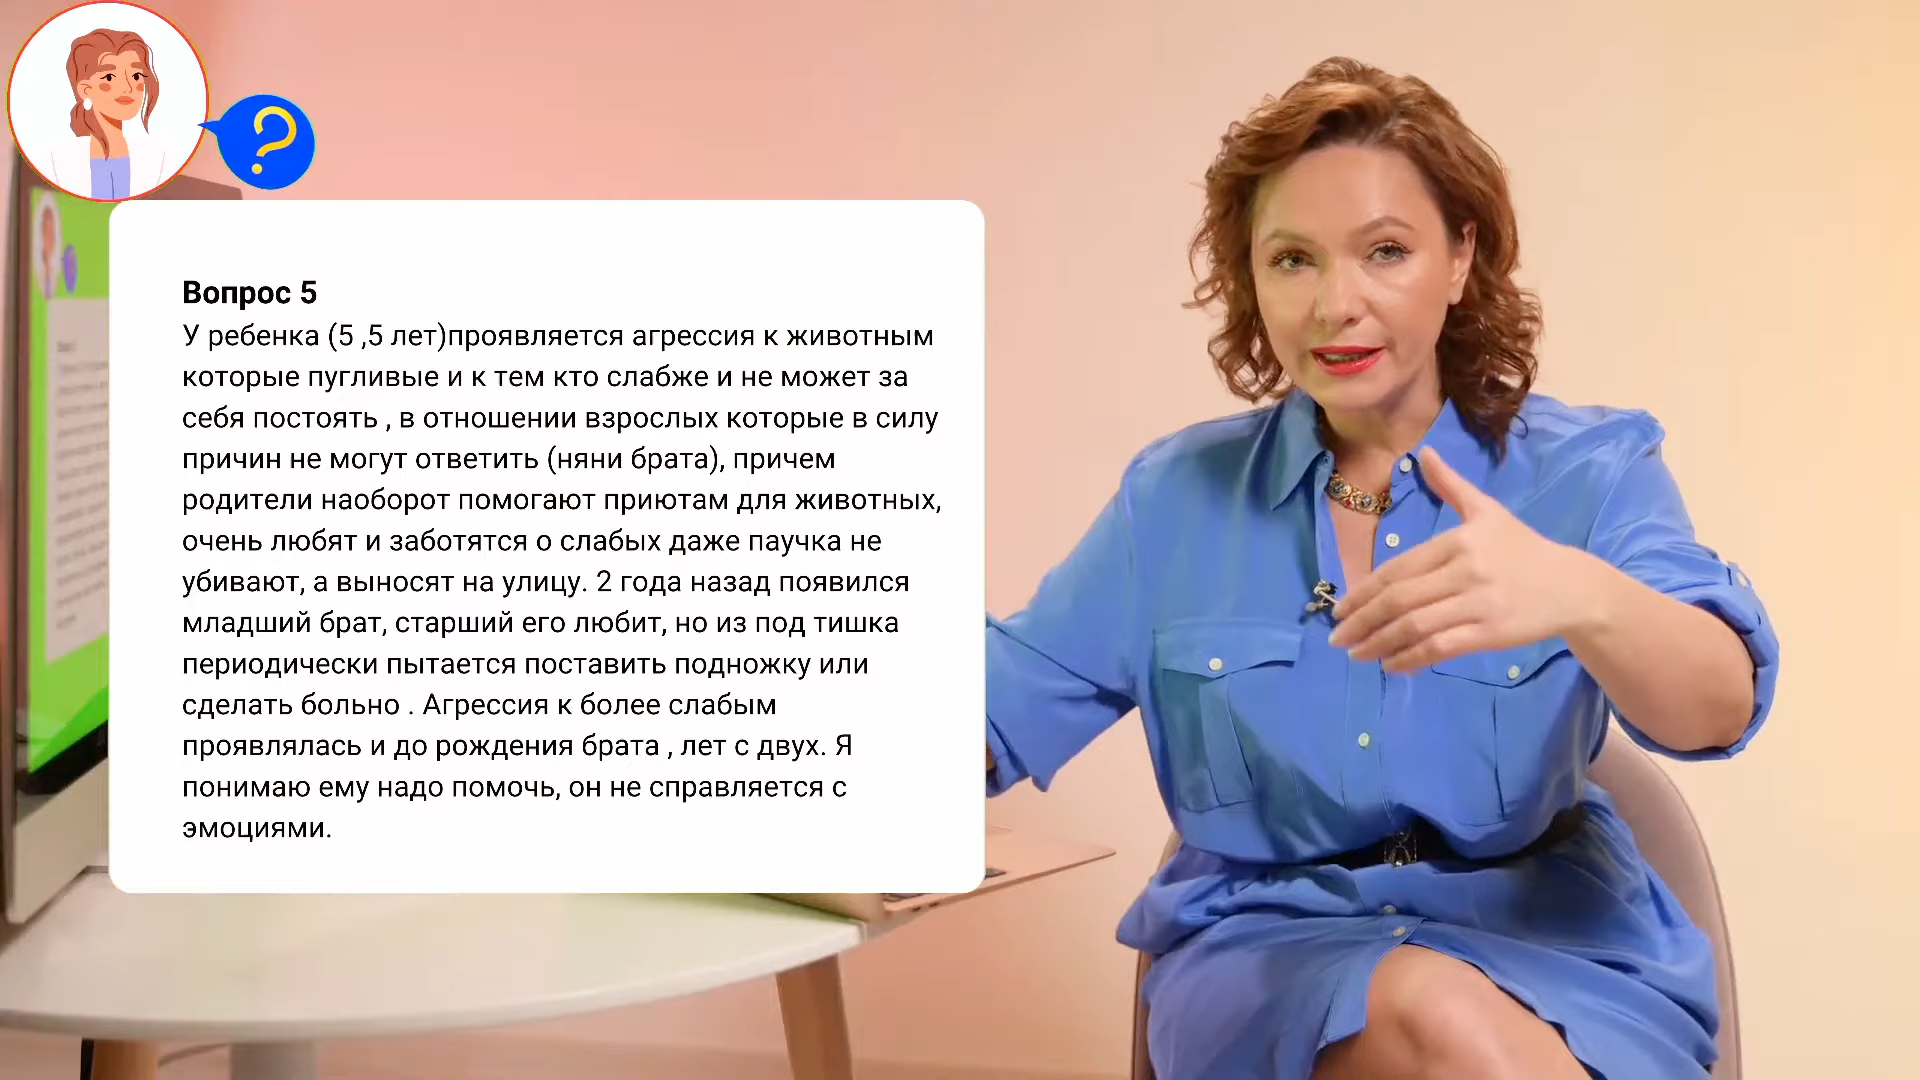 ?
Вопрос 5
У ребенка (5 ,5 лет)проявляется агрессия к животным
которые пугливые и к тем кто слабже и не может за
себя постоять , в отношении взрослых которые в силу
причин не могут ответить (няни брата), причем
родители наоборот помогают приютам для животных,
очень любят и заботятся о слабых даже паучка не
убивают, а выносят на улицу. 2 года назад появился
младший брат, старший его любит, но из под тишка
периодически пытается поставить подножку или
сделать больно . Агрессия к более слабым
проявлялась и до рождения брата , лет с двух. Я
понимаю ему надо помочь, он не справляется с
эмоциями.